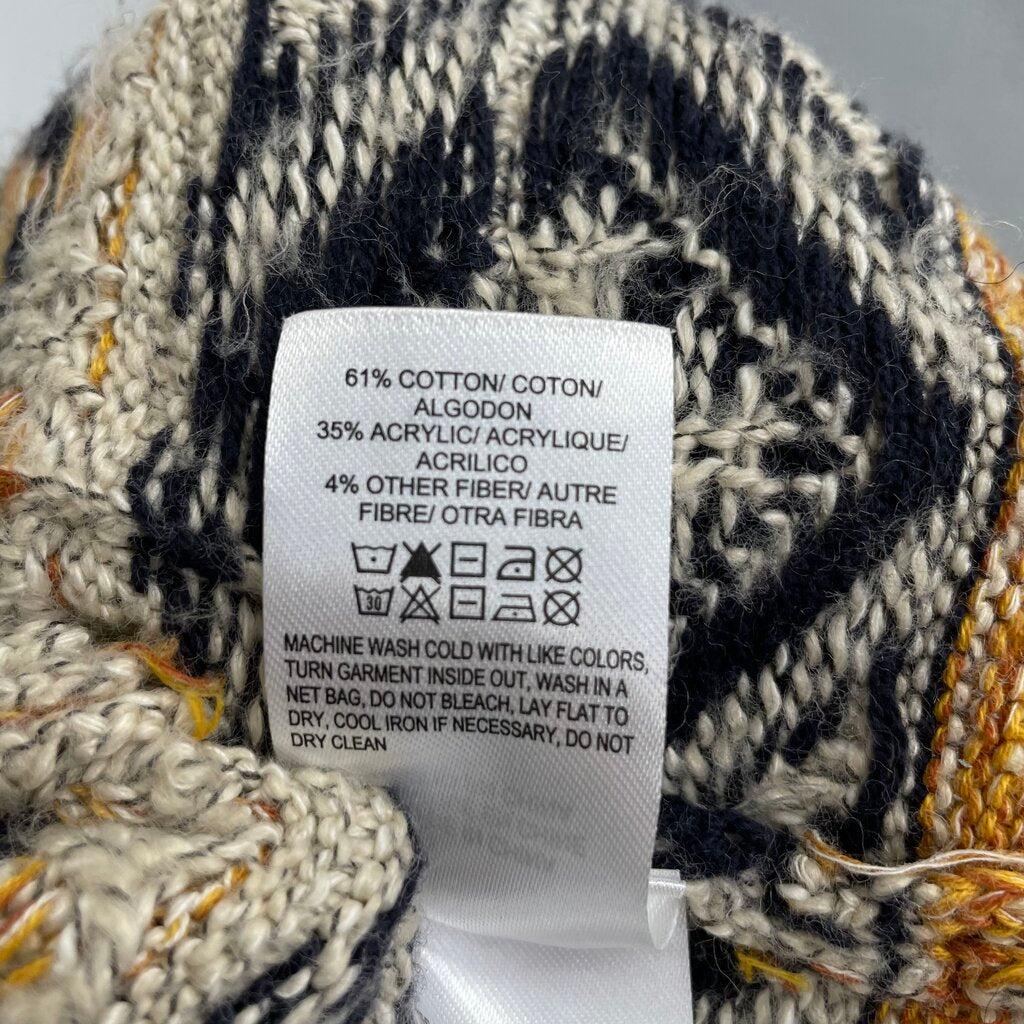 61% COTTON/ COTON/
ALGODON
35% ACRYLIC/ ACRYLIQUE/
ACRILICO
4% OTHER FIBER/ AUTRE
FIBRE/ OTRA FIBRA
30
MACHINE WASH COLD WITH LIKE COLORS,
TURN GARMENT INSIDE OUT, WASH IN A
NET BAG, DO NOT BLEACH, LAY FLAT TO
DRY, COOL IRON IF NECESSARY, DO NOT
DRY CLEAN